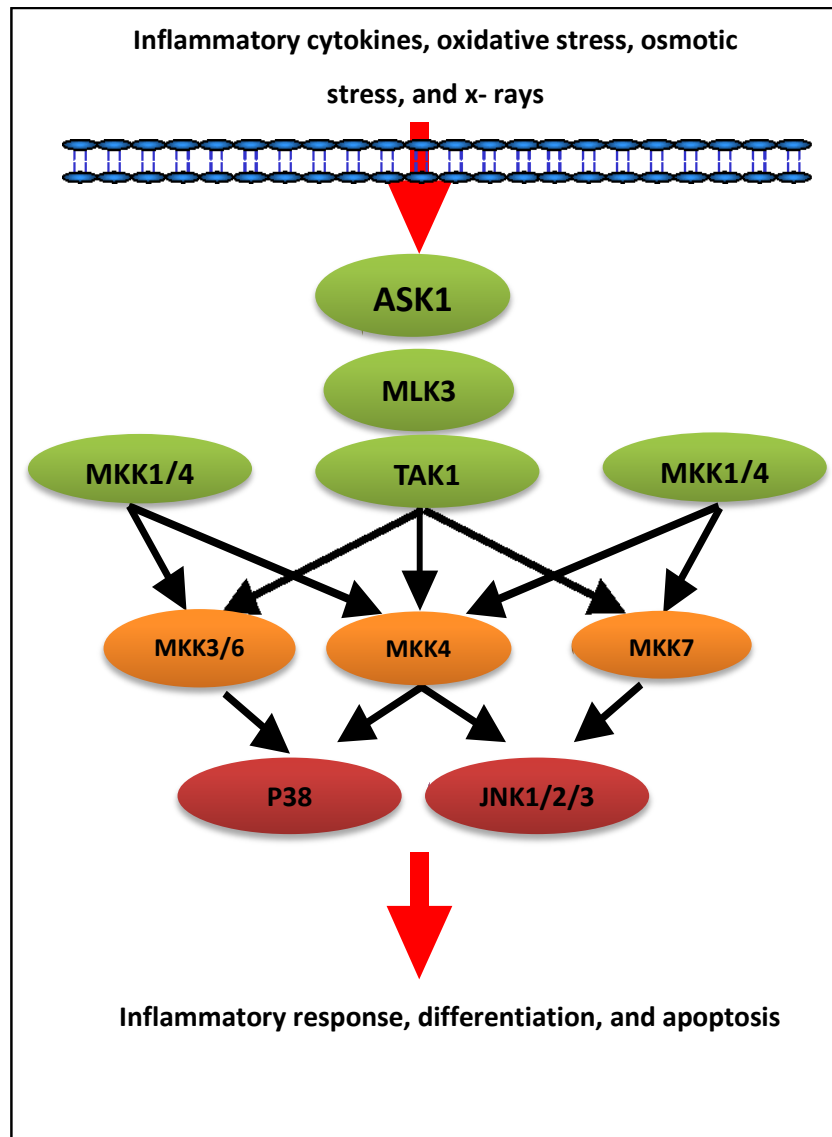 Inflammatory cytokines, oxidative stress, osmotic
stress, and x- rays
ASK1
MLK3
MKK1/4
TAK1
MKK1/4
MKK3/6
MKK4
MKK7
P38
JNK1/2/3
Inflammatory response, differentiation, and apoptosis